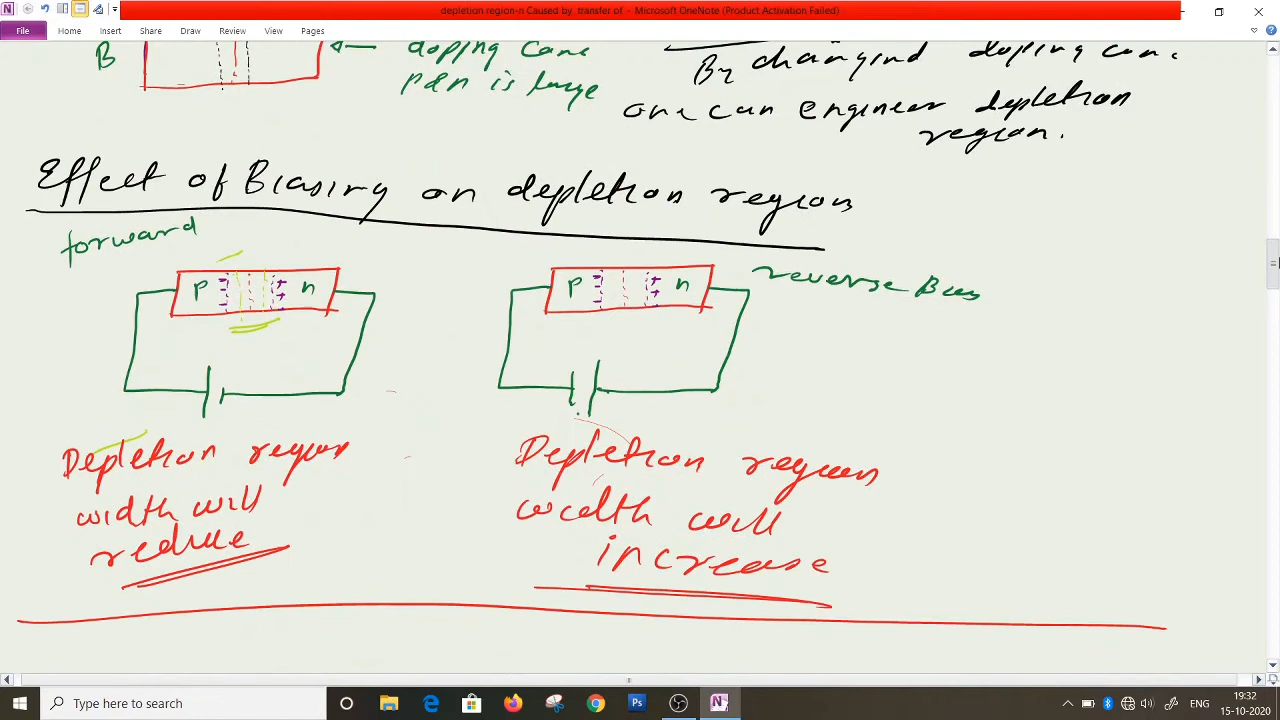 depletion region-n Caused by transfer of - Microsoft OneNote (Product Activation Failed)
File Home Insert Share Draw Review View Pages
B
doping conc
p&n is large
By changind doping conc
one can engineer depletion
region.
Effect of Biasing on depletion region
forward
p n
p n
reverse Bias
Depletion region
width will
reduce
Depletion region
width will
increase
Type here to search
Ps
N
ENG
19:32
15-10-2020